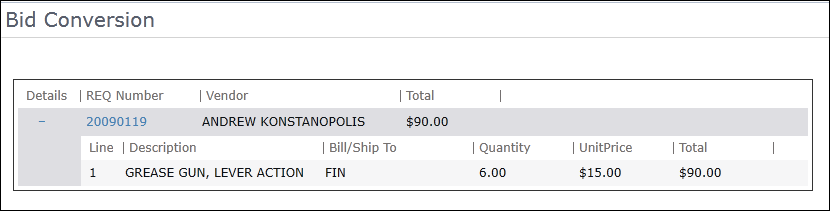 Bid Conversion
Details | REQ Number | Vendor | Total |
– 20090119 ANDREW KONSTANOPOLIS $90.00
Line | Description | Bill/Ship To | Quantity | UnitPrice | Total |
1 GREASE GUN, LEVER ACTION FIN 6.00 $15.00 $90.00